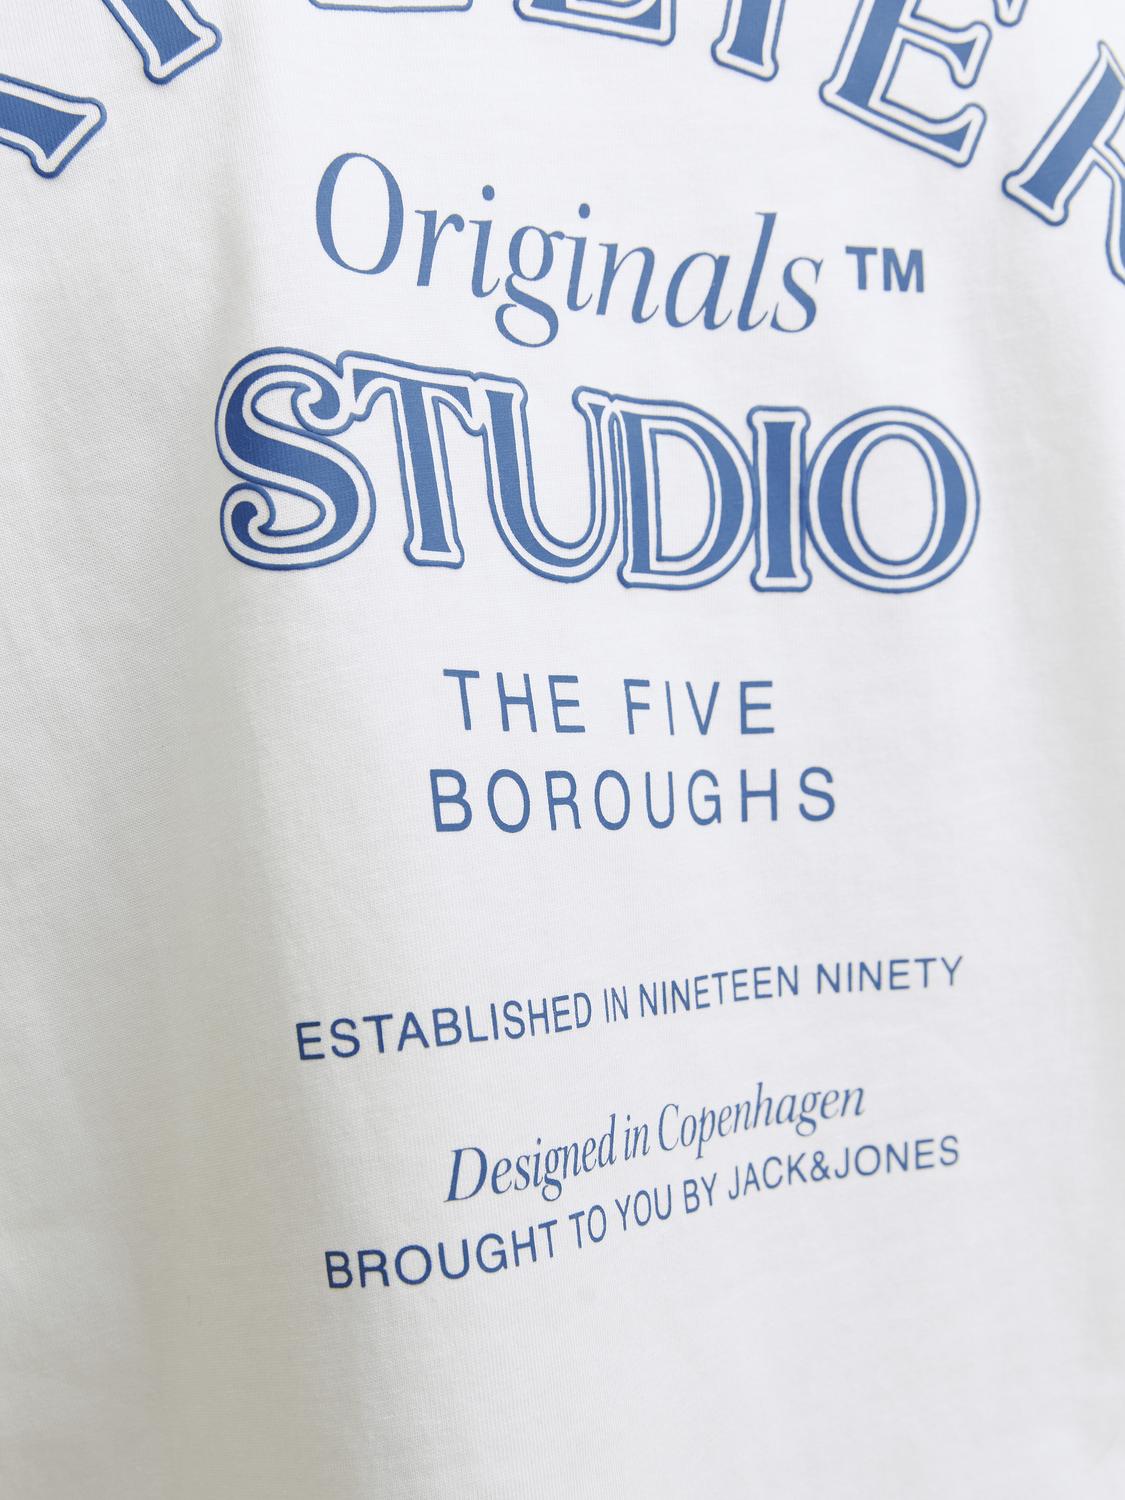 Originals™
STUDIO
THE FIVE
BOROUGHS
ESTABLISHED IN NINETEEN NINETY
Designed in Copenhagen
BROUGHT TO YOU BY JACK&JONES